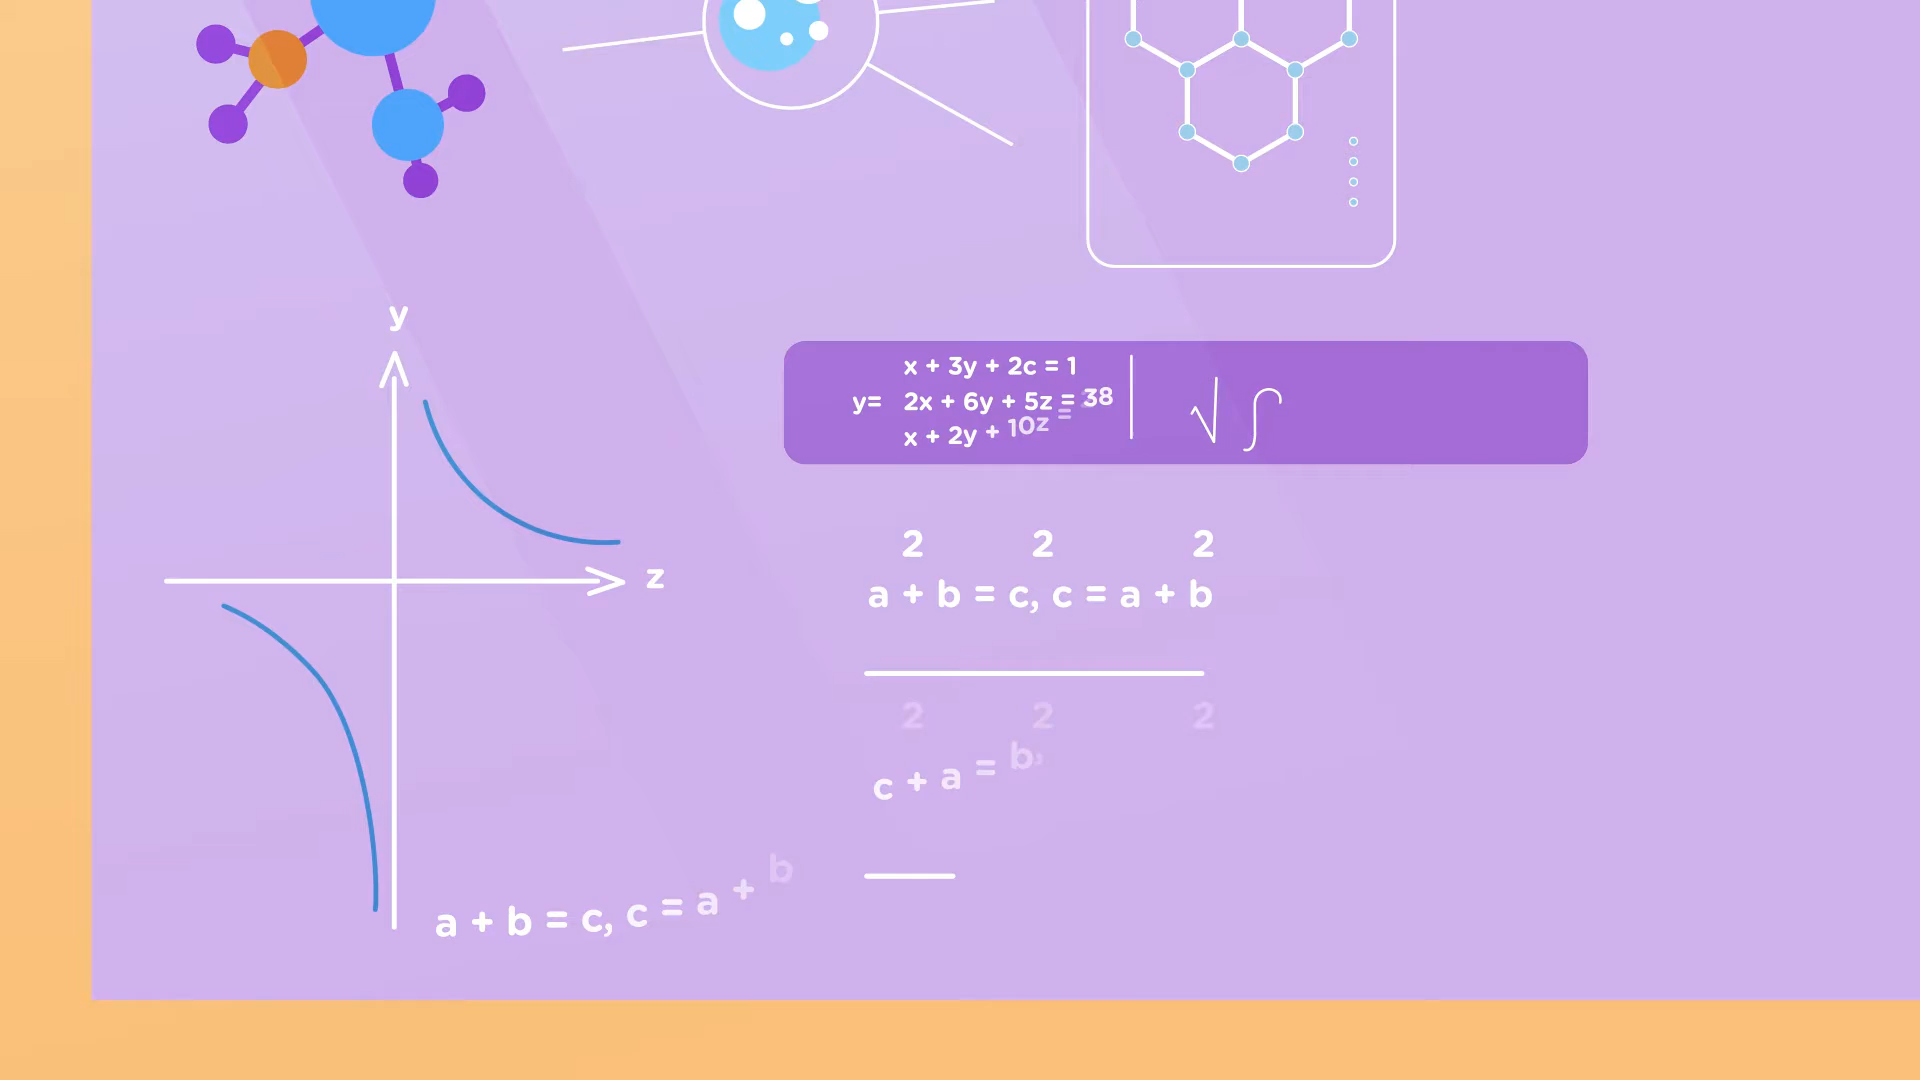 y
x + 3y + 2c = 1
y= 2x + 6y + 5z = 38
x + 2y + 10z =
√ ∫
2 2 2
z
a + b = c, c = a + b
2 2 2
c + a = b,
a + b = c, c = a + b